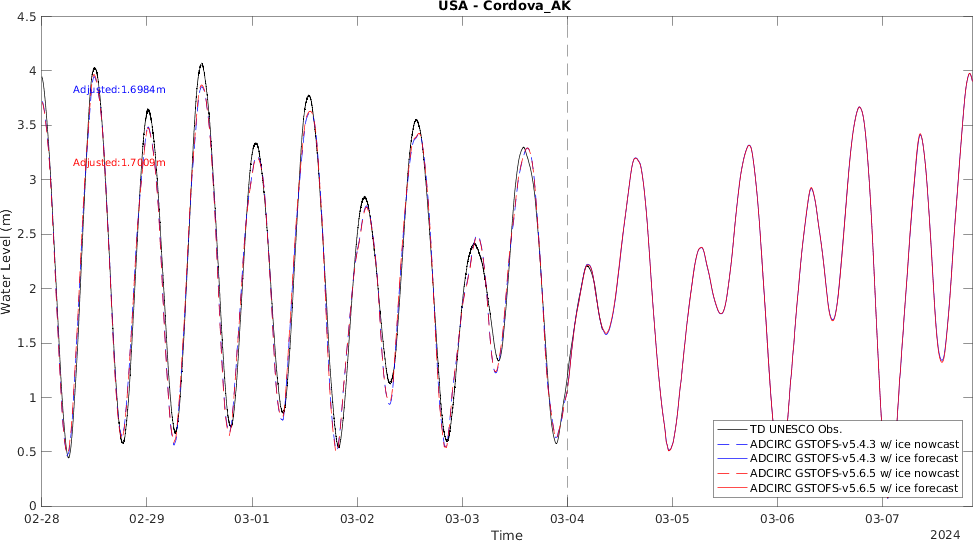 USA - Cordova_AK
4.5
4
3.5
3
2.5
2
1.5
1
0.5
0
Water Level (m)
Adjusted:1.6984m
Adjusted:1.7009m
TD UNESCO Obs.
ADCIRC GSTOFS-v5.4.3 w/ ice nowcast
ADCIRC GSTOFS-v5.4.3 w/ ice forecast
ADCIRC GSTOFS-v5.6.5 w/ ice nowcast
ADCIRC GSTOFS-v5.6.5 w/ ice forecast
02-28 02-29 03-01 03-02 03-03 03-04 03-05 03-06 03-07
Time
2024